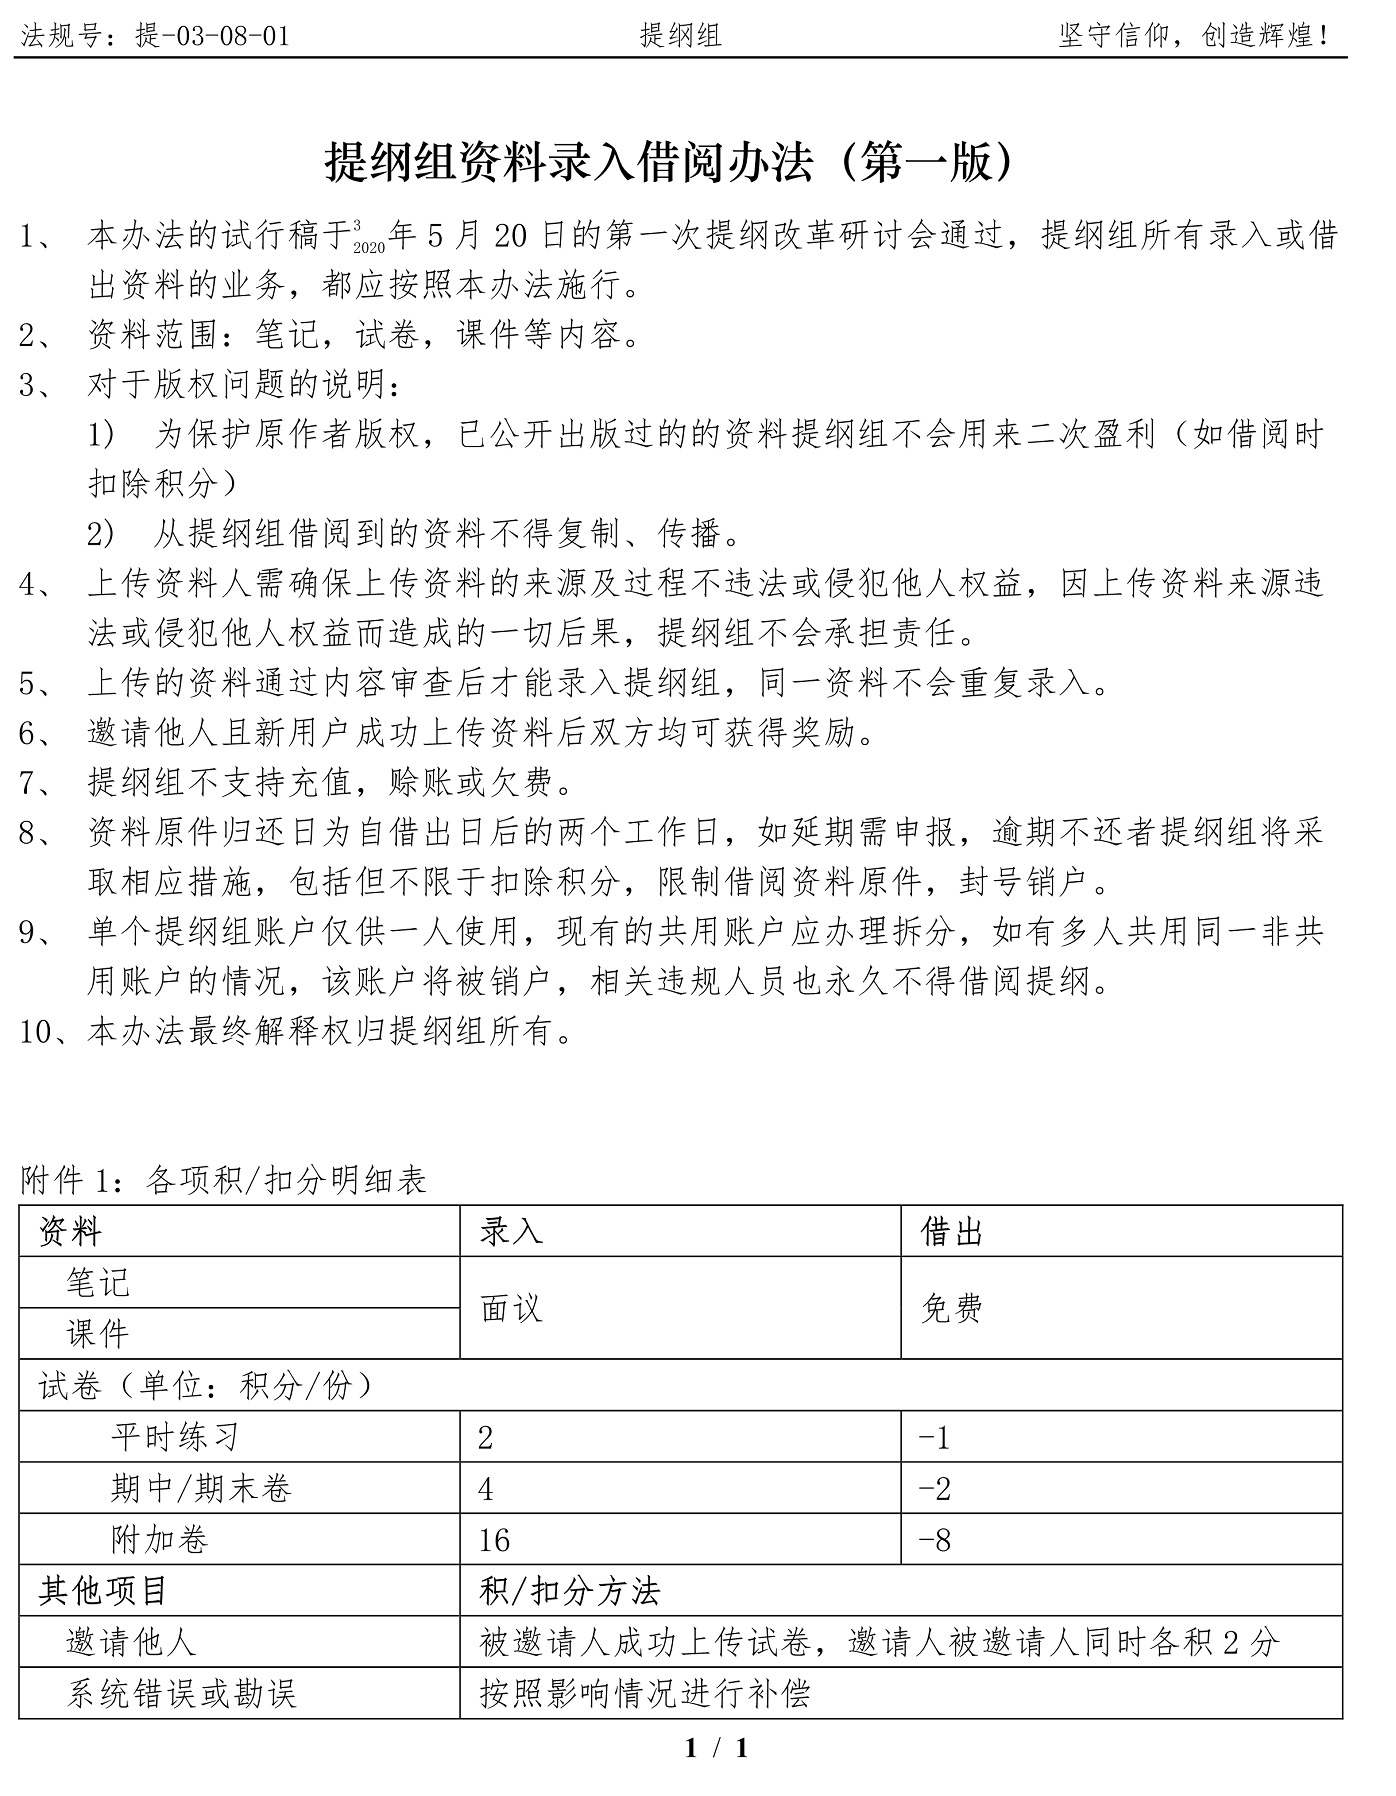 法规号：提-03-08-01 提纲组 坚守信仰，创造辉煌！
提纲组资料录入借阅办法（第一版）
1、 本办法的试行稿于3 2020年 5 月 20 日的第一次提纲改革研讨会通过，提纲组所有录入或借
出资料的业务，都应按照本办法施行。
2、 资料范围：笔记，试卷，课件等内容。
3、 对于版权问题的说明：
1) 为保护原作者版权，已公开出版过的的资料提纲组不会用来二次盈利（如借阅时
扣除积分）
2) 从提纲组借阅到的资料不得复制、传播。
4、 上传资料人需确保上传资料的来源及过程不违法或侵犯他人权益，因上传资料来源违
法或侵犯他人权益而造成的一切后果，提纲组不会承担责任。
5、 上传的资料通过内容审查后才能录入提纲组，同一资料不会重复录入。
6、 邀请他人且新用户成功上传资料后双方均可获得奖励。
7、 提纲组不支持充值，赊账或欠费。
8、 资料原件归还日为自借出日后的两个工作日，如延期需申报，逾期不还者提纲组将采
取相应措施，包括但不限于扣除积分，限制借阅资料原件，封号销户。
9、 单个提纲组账户仅供一人使用，现有的共用账户应办理拆分，如有多人共用同一非共
用账户的情况，该账户将被销户，相关违规人员也永久不得借阅提纲。
10、本办法最终解释权归提纲组所有。
附件 1：各项积/扣分明细表
资料 录入 借出
笔记
面议 免费
课件
试卷（单位：积分/份）
平时练习 2 -1
期中/期末卷 4 -2
附加卷 16 -8
其他项目 积/扣分方法
邀请他人 被邀请人成功上传试卷，邀请人被邀请人同时各积 2 分
系统错误或勘误 按照影响情况进行补偿
1 / 1